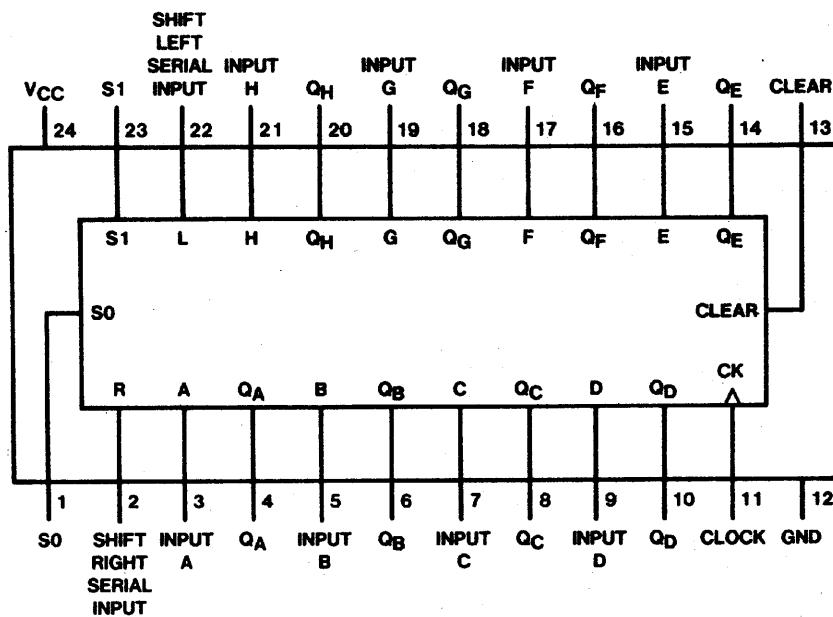 SHIFT LEFT SERIAL INPUT
VCC S1 INPUT H QH INPUT G QG INPUT F QF INPUT E QE CLEAR
24 23 22 21 20 19 18 17 16 15 14 13
S1 L H QH G QG F QF E QE
S0 CLEAR
CK
R A QA B QB C QC D QD
1 2 3 4 5 6 7 8 9 10 11 12
S0 SHIFT RIGHT SERIAL INPUT INPUT A QA INPUT B QB INPUT C QC INPUT D QD CLOCK GND